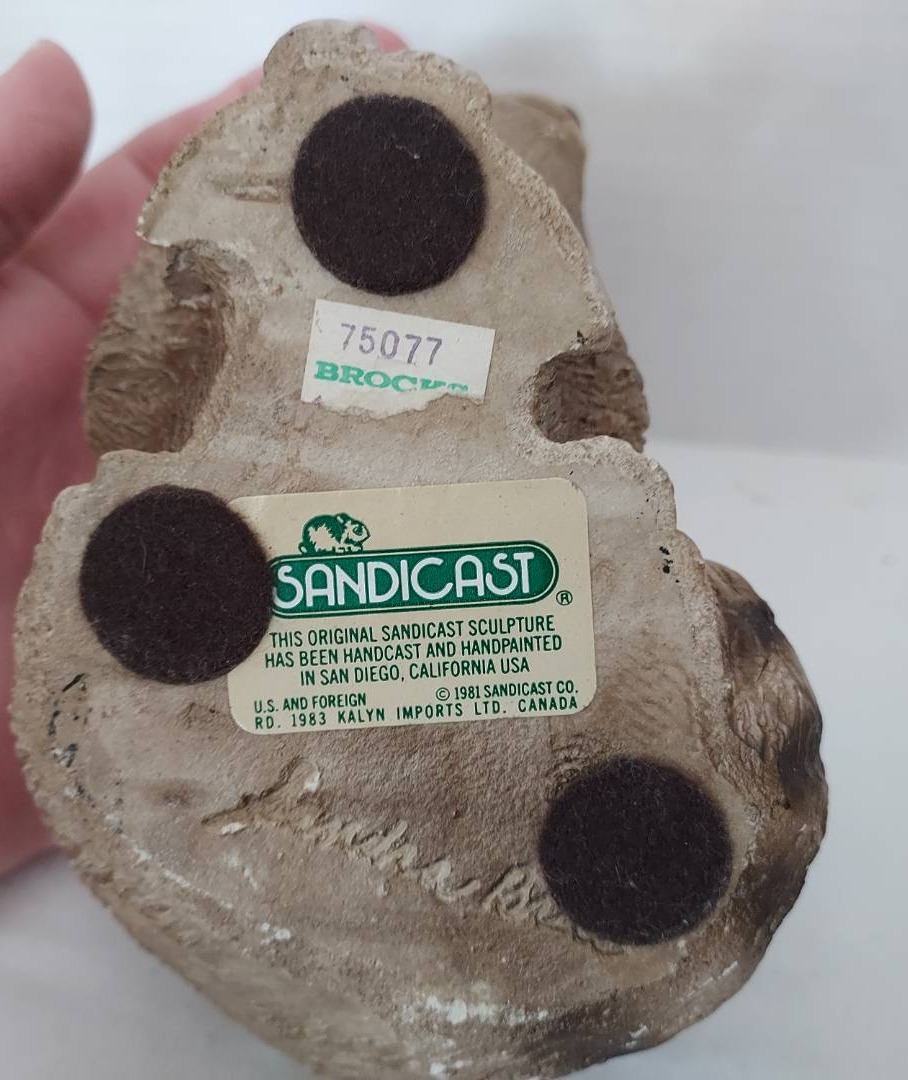 75077
SANDICAST ®
THIS ORIGINAL SANDICAST SCULPTURE
HAS BEEN HANDCAST AND HANDPAINTED
IN SAN DIEGO, CALIFORNIA USA
U.S. AND FOREIGN © 1981 SANDICAST CO.
RD. 1983 KALYN IMPORTS LTD. CANADA
Sandra